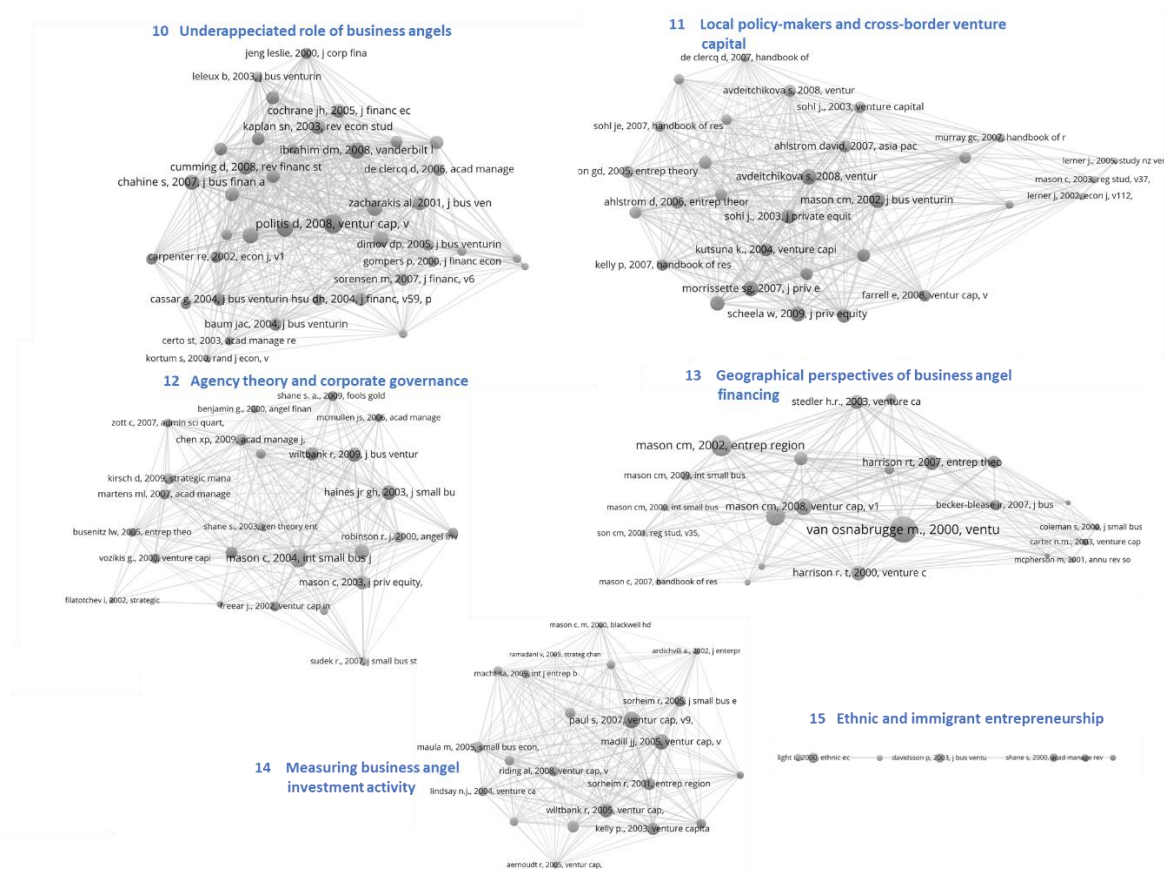 10 Underappeciated role of business angels
jeng leslie, 2000, j corp fina
leleux b, 2003, j bus venturin
cochrane jh, 2005, j financ ec
kaplan sn, 2003, rev econ stud
ibrahim dm, 2008, vanderbilt l
cumming d, 2008, rev financ st
de clercq d, 2006, acad manage
chahine s, 2007, j bus finan a
zacharakis al, 2001, j bus ven
politis d, 2008, ventur cap, v
dimov dp, 2005, j bus venturin
carpenter re, 2002, econ j, v1
gompers p, 2000, j financ econ
sorensen m, 2007, j financ, v6
cassar g, 2004, j bus venturin hsu dh, 2004, j financ, v59, p
baum jac, 2004, j bus venturin
certo st, 2003, acad manage re
kortum s, 2000, rand j econ, v
11 Local policy-makers and cross-border venture
capital
de clercq d, 2007, handbook of
avdeitchikova s, 2008, ventur
sohl j., 2003, venture capital
sohl je, 2007, handbook of res
murray gc, 2007, handbook of r
ahlstrom david, 2007, asia pac
lerner j., 2005, study nz ve
on gd, 2005, entrep theory
avdeitchikova s, 2008, ventur
mason c, 2003, reg stud, v37,
lerner j, 2002, econ j, v112,
ahlstrom d, 2006, entrep theor
mason cm, 2002, j bus venturin
sohl j., 2003, j private equit
kutsuna k., 2004, venture capi
kelly p, 2007, handbook of res
morrissette sg, 2007, j priv e
farrell e, 2008, ventur cap, v
scheela w, 2009, j priv equity
12 Agency theory and corporate governance
shane s. a., 2009, fools gold
benjamin g., 2000, angel finan
zott c, 2007, admin sci quart,
mcmullen js, 2006, acad manage
chen xp, 2009, acad manage j,
wiltbank r, 2009, j bus ventur
kirsch d, 2009, strategic mana
haines jr gh, 2003, j small bu
martens ml, 2007, acad manage
busenitz lw, 2005, entrep theo
shane s., 2003, gen theory ent
robinson r. j., 2000, angel inv
vozikis g., 2000, venture capi
mason c, 2004, int small bus j
mason c, 2003, j priv equity,
filatotchev i, 2002, strategic
freear j., 2002, ventur cap in
sudek r., 2007, j small bus st
13 Geographical perspectives of business angel
financing
stedler h.r., 2003, venture ca
mason cm, 2002, entrep region
harrison rt, 2007, entrep theo
mason cm, 2009, int small bus
mason cm, 2000, int small bus
mason cm, 2008, ventur cap, v1
becker-blease jr, 2007, j bus
van osnabrugge m., 2000, ventu
coleman s, 2000, j small bus
son cm, 2008, reg stud, v35,
carter n.m., 2003, venture cap
mcpherson m, 2001, annu rev so
harrison r. t, 2000, venture c
mason c, 2007, handbook of res
14 Measuring business angel
investment activity
mason c. m, 2000, blackwell hd
ramadani v, 2009, strateg chan
ardichvili a., 2002, j enterpr
macht sa, 2009, int j entrep b
sorheim r, 2005, j small bus e
paul s, 2007, ventur cap, v9,
maula m, 2005, small bus econ,
madill jj, 2005, ventur cap, v
riding al, 2008, ventur cap, v
lindsay n.j., 2004, venture ca
sorheim r, 2001, entrep region
wiltbank r, 2005, ventur cap,
kelly p., 2003, venture capita
aernoudt r, 2005, ventur cap,
15 Ethnic and immigrant entrepreneurship
light i., 2000, ethnic ec
davidsson p, 2003, j bus ventu
shane s, 2000, acad manage rev